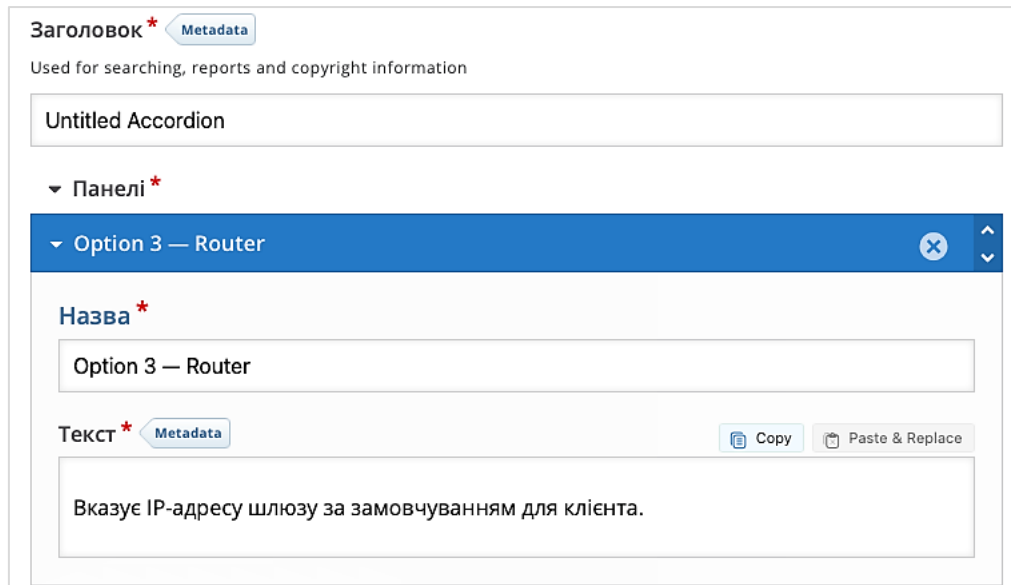 Заголовок * Metadata
Used for searching, reports and copyright information
Untitled Accordion
Панелі *
Option 3 — Router
Назва *
Option 3 — Router
Текст * Metadata Copy Paste & Replace
Вказує IP-адресу шлюзу за замовчуванням для клієнта.